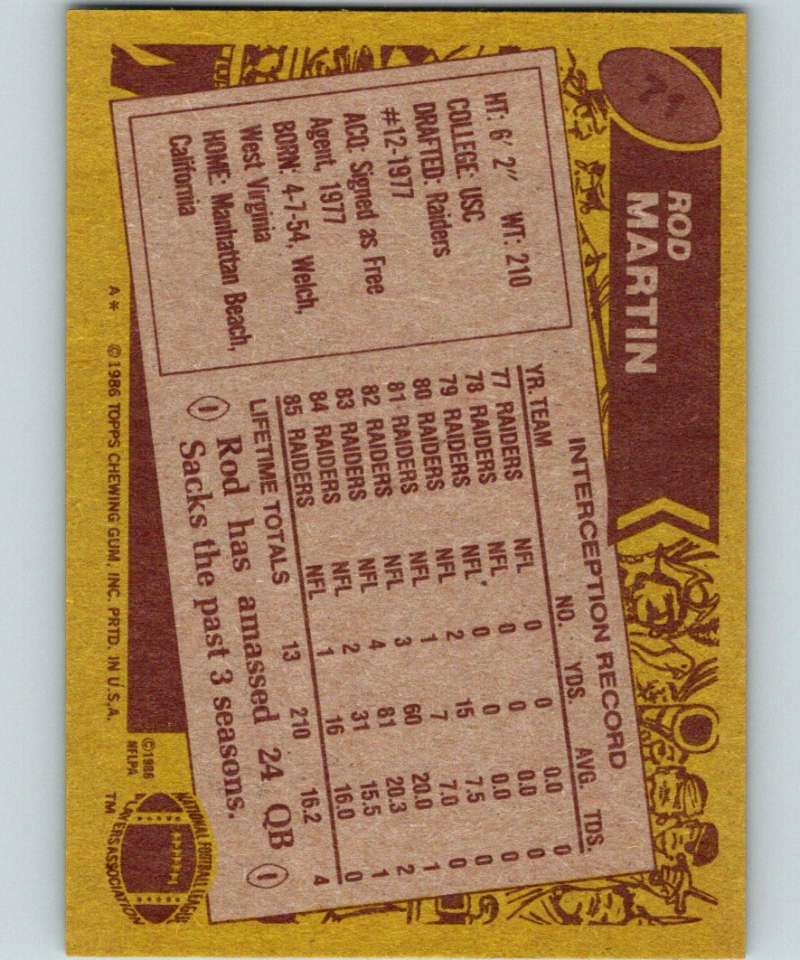 ROD
MARTIN
HT: 6' 2" WT: 210
COLLEGE: USC
DRAFTED: Raiders
#12-1977
ACQ: Signed as Free
Agent, 1977
BORN: 4-7-54, Welch,
West Virginia
HOME: Manhattan Beach,
California
INTERCEPTION RECORD
YR. TEAM NO. YDS. AVG. TDS.
77 RAIDERS NFL 0 0 0.0 0
78 RAIDERS NFL 0 0 0.0 0
79 RAIDERS NFL 0 0 0.0 0
80 RAIDERS NFL 2 15 7.5 0
81 RAIDERS NFL 1 7 7.0 0
82 RAIDERS NFL 3 60 20.0 1
83 RAIDERS NFL 4 81 20.3 2
84 RAIDERS NFL 2 31 15.5 1
85 RAIDERS NFL 1 16 16.0 0
LIFETIME TOTALS 13 210 16.2 4
Rod has amassed 24 QB
Sacks the past 3 seasons.
A* ©1986 TOPPS CHEWING GUM, INC. PRTD. IN U.S.A.
©1986
NFLPA
NATIONAL FOOTBALL LEAGUE
PLAYERS ASSOCIATION
TM